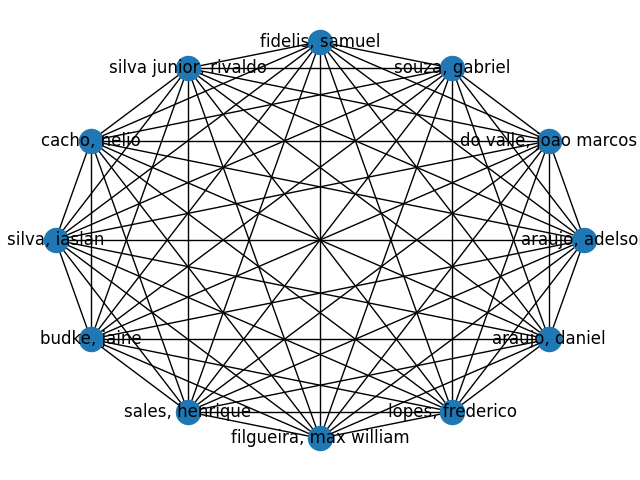 fidelis, samuel
silva junior, rivaldo
souza, gabriel
cacho, nelio
do valle, joao marcos
silva, iaslan
araujo, adelson
budke, jaine
araujo, daniel
sales, henrique
lopes, frederico
filgueira, max william